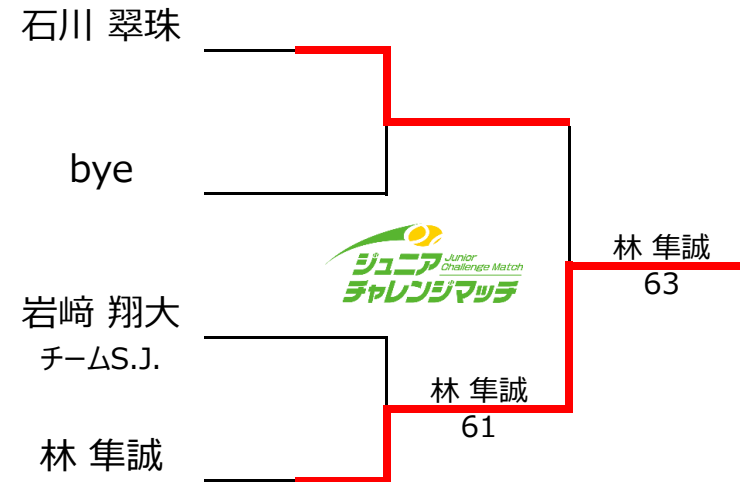 石川 翠珠
bye
ジュニア Junior Challenge Match
チャレンジマッチ
林 隼誠
63
岩﨑 翔大
チームS.J.
林 隼誠
61
林 隼誠